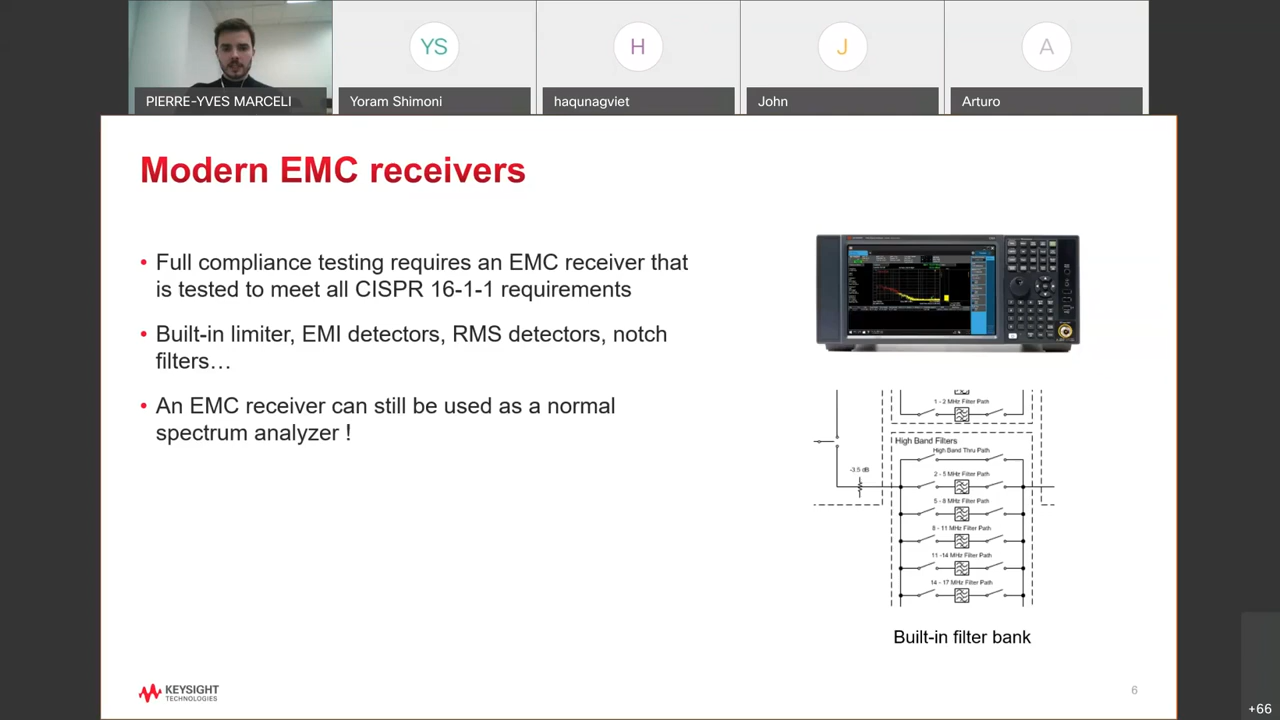 YS
H
J
A
PIERRE-YVES MARCELI
Yoram Shimoni
haqunagviet
John
Arturo
Modern EMC receivers
• Full compliance testing requires an EMC receiver that
is tested to meet all CISPR 16-1-1 requirements
• Built-in limiter, EMI detectors, RMS detectors, notch
filters…
• An EMC receiver can still be used as a normal
spectrum analyzer !
1 - 2 MHz Filter Path
High Band Filters
High Band Thru Path
-3.5 dB
2 - 5 MHz Filter Path
5 - 8 MHz Filter Path
8 - 11 MHz Filter Path
11 -14 MHz Filter Path
14 - 17 MHz Filter Path
Built-in filter bank
KEYSIGHT
TECHNOLOGIES
6
+66